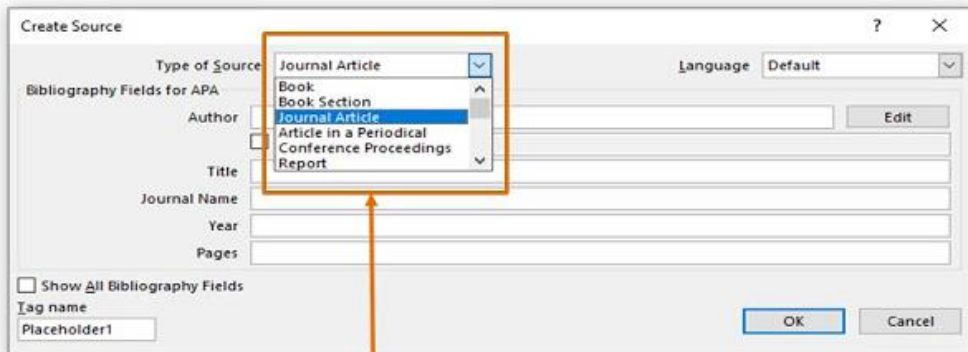 Create Source ? ×
Type of Source Journal Article Language Default
Bibliography Fields for APA
Book
Book Section
Journal Article
Article in a Periodical
Conference Proceedings
Report
Author Edit
Title
Journal Name
Year
Pages
Show All Bibliography Fields
Tag name
Placeholder1
OK Cancel